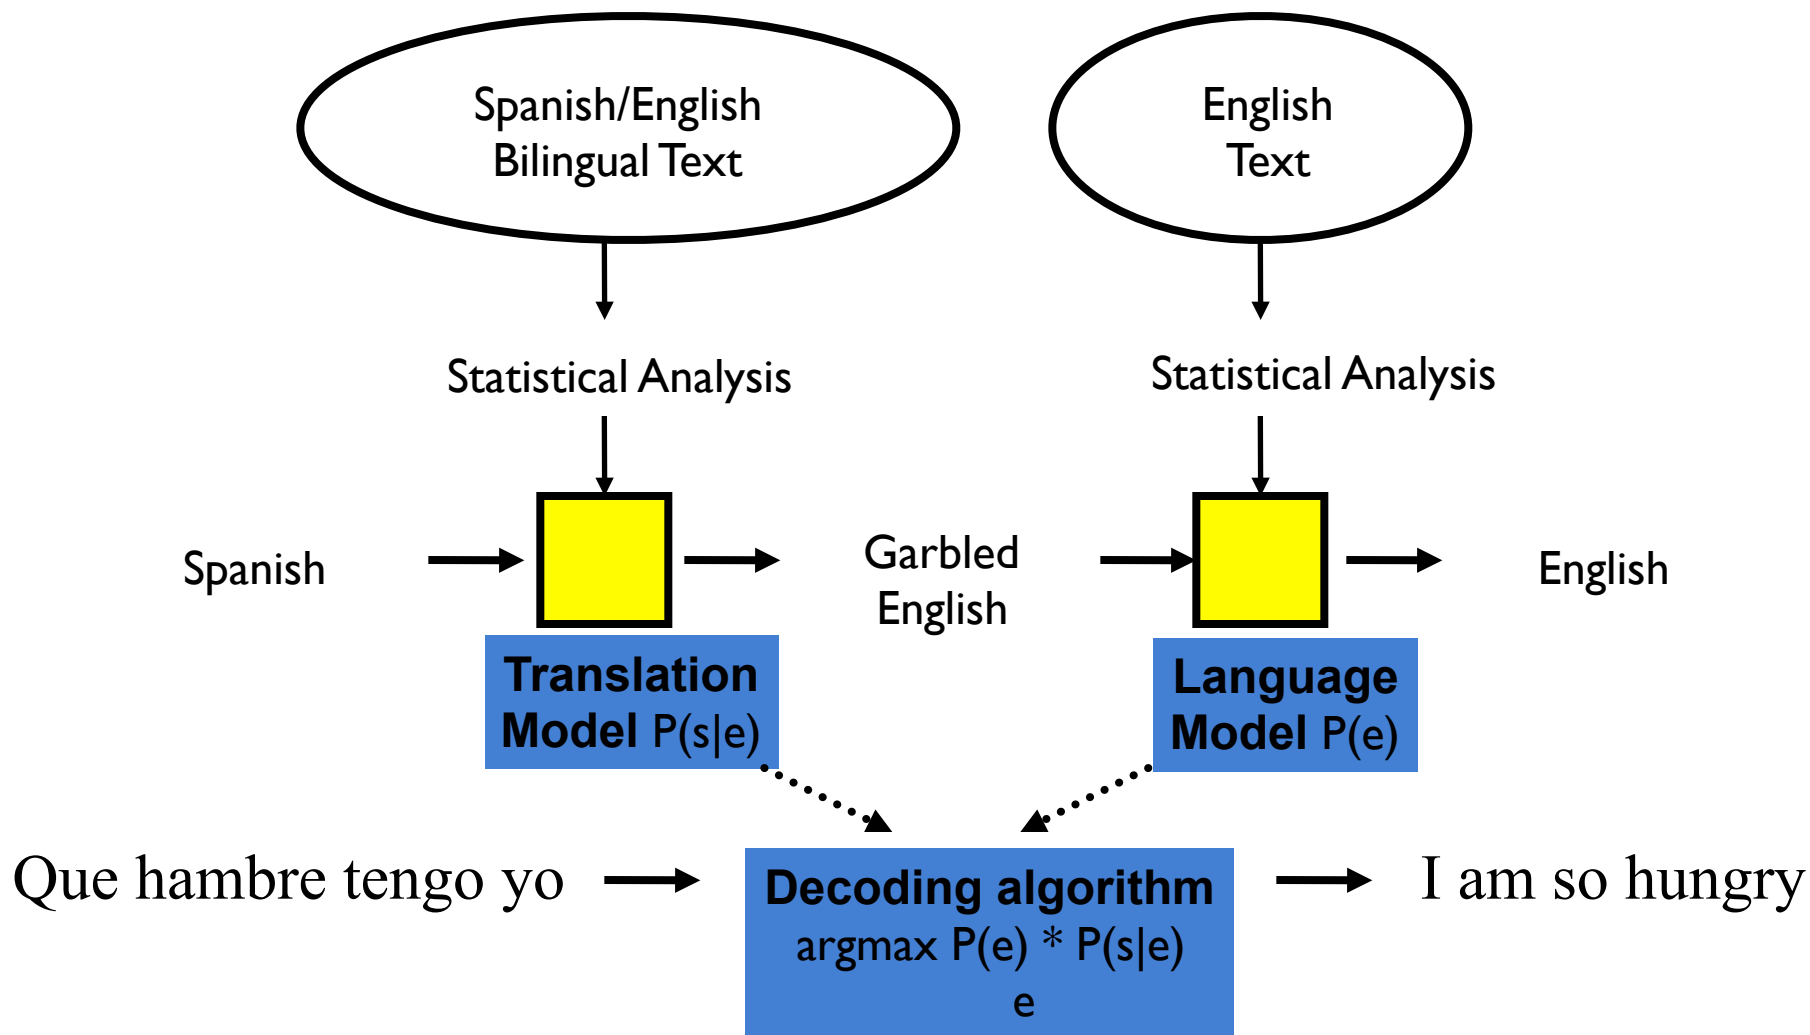 Spanish/English
Bilingual Text
English
Text
Statistical Analysis
Statistical Analysis
Spanish
Garbled
English
English
Translation
Model P(s|e)
Language
Model P(e)
Que hambre tengo yo
Decoding algorithm
argmax P(e) * P(s|e)
e
I am so hungry